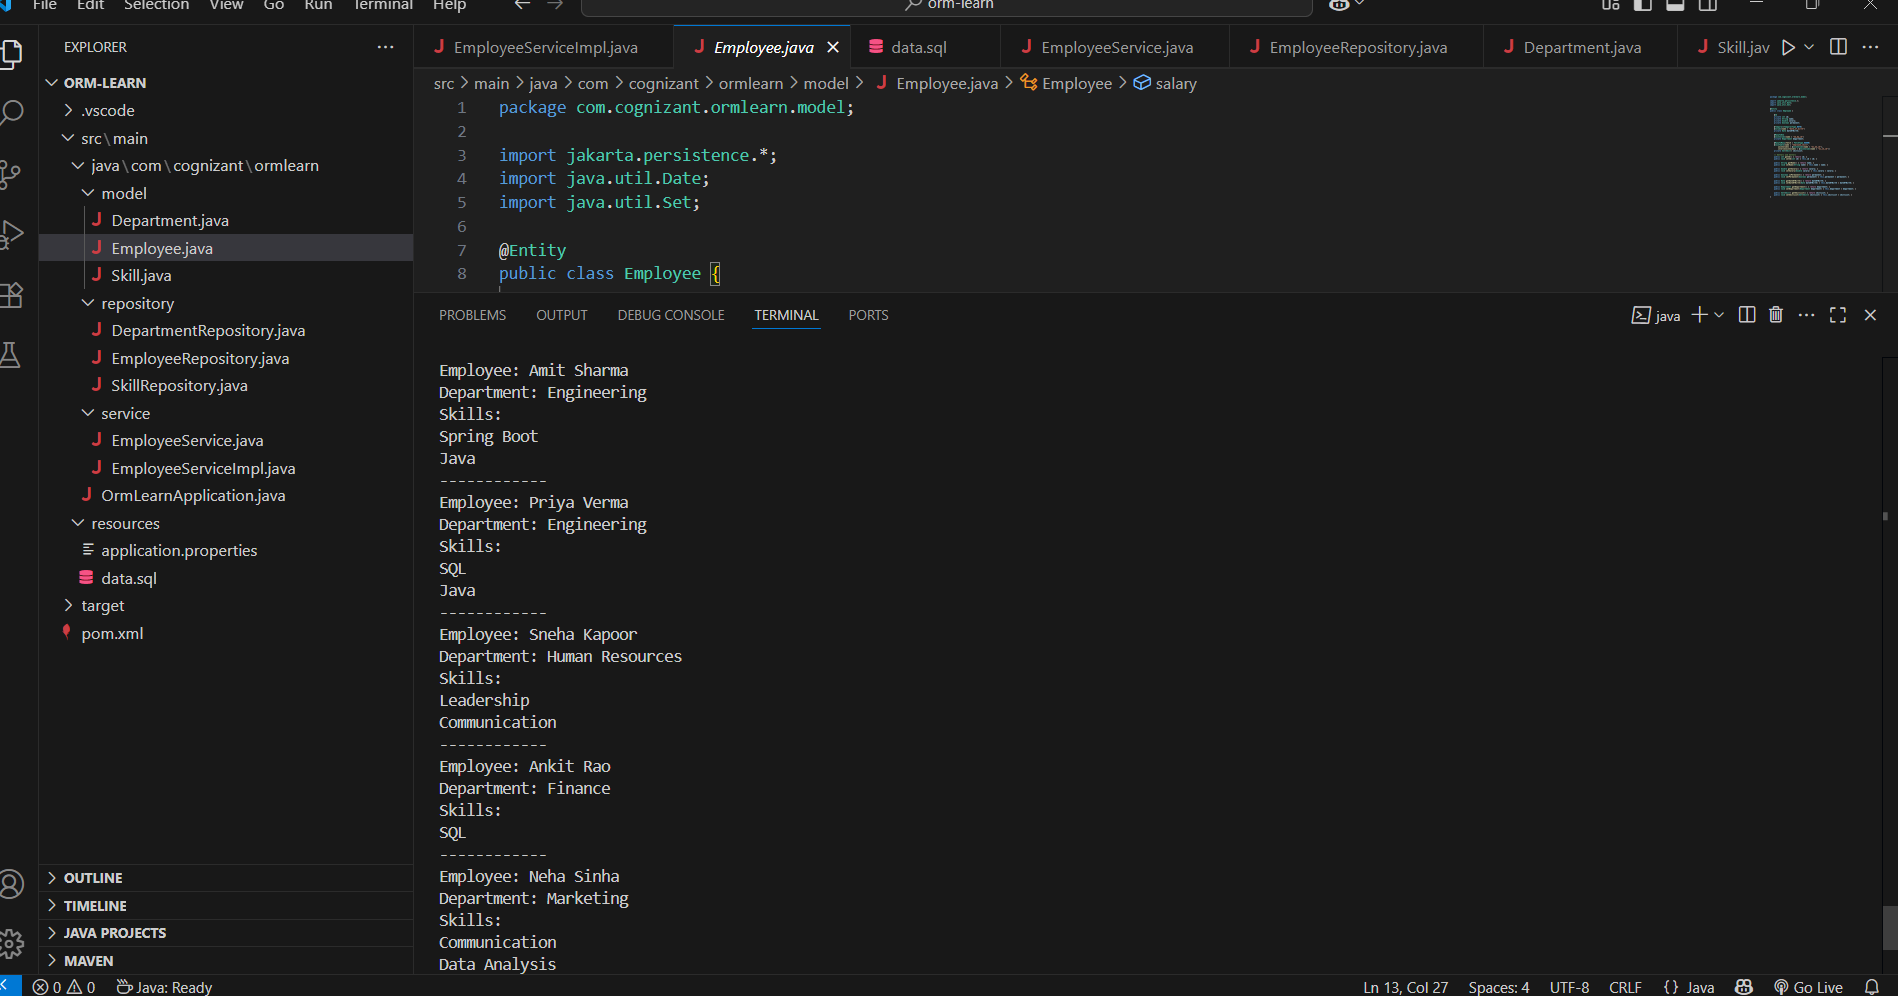 File Edit Selection View Go Run Terminal Help
orm-learn
EXPLORER
ORM-LEARN
.vscode
src\main
java\com\cognizant\ormlearn
model
Department.java
Employee.java
Skill.java
repository
DepartmentRepository.java
EmployeeRepository.java
SkillRepository.java
service
EmployeeService.java
EmployeeServiceImpl.java
OrmLearnApplication.java
resources
application.properties
data.sql
target
pom.xml
OUTLINE
TIMELINE
JAVA PROJECTS
MAVEN
EmployeeServiceImpl.java Employee.java data.sql EmployeeService.java EmployeeRepository.java Department.java Skill.jav
src > main > java > com > cognizant > ormlearn > model > Employee.java > Employee > salary
1 package com.cognizant.ormlearn.model;
2
3 import jakarta.persistence.*;
4 import java.util.Date;
5 import java.util.Set;
6
7 @Entity
8 public class Employee {
PROBLEMS OUTPUT DEBUG CONSOLE TERMINAL PORTS
java
Employee: Amit Sharma
Department: Engineering
Skills:
Spring Boot
Java
------------
Employee: Priya Verma
Department: Engineering
Skills:
SQL
Java
------------
Employee: Sneha Kapoor
Department: Human Resources
Skills:
Leadership
Communication
------------
Employee: Ankit Rao
Department: Finance
Skills:
SQL
------------
Employee: Neha Sinha
Department: Marketing
Skills:
Communication
Data Analysis
0 0 Java: Ready Ln 13, Col 27 Spaces: 4 UTF-8 CRLF {} Java Go Live